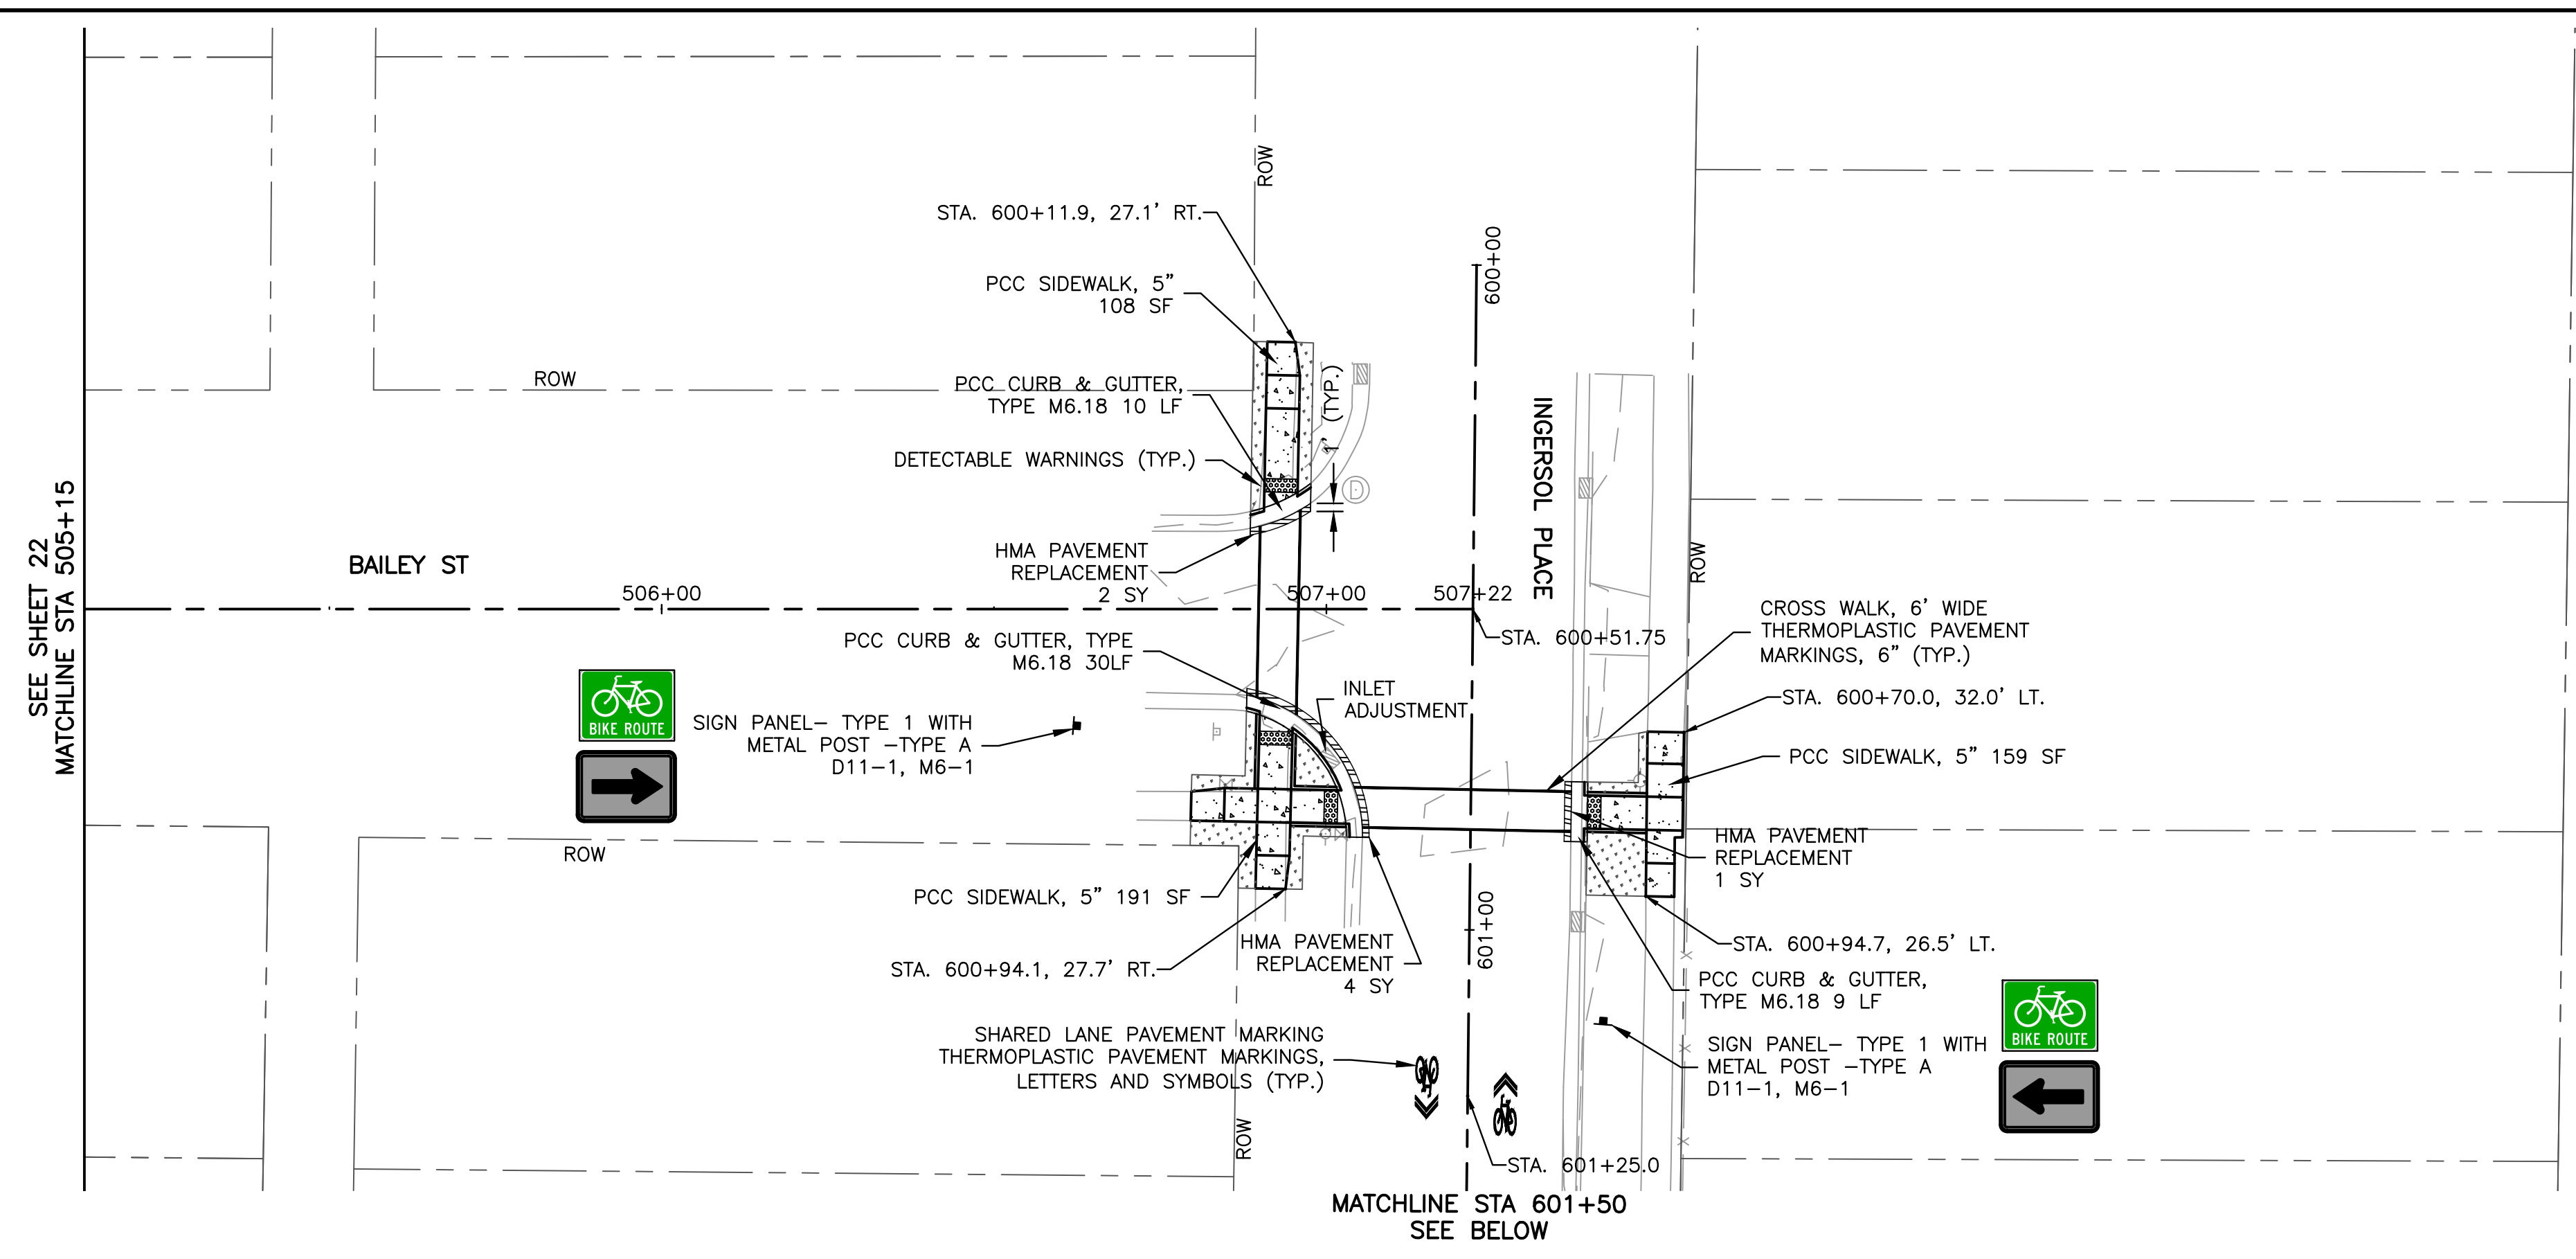 ROW
STA. 600+11.9, 27.1' RT.
600+00
PCC SIDEWALK, 5"
108 SF
ROW
PCC CURB & GUTTER,
TYPE M6.18 10 LF
1' (TYP.)
DETECTABLE WARNINGS (TYP.)
D
INGERSOL PLACE
ROW
SEE SHEET 22
MATCHLINE STA 505+15
BAILEY ST
HMA PAVEMENT
REPLACEMENT
2 SY
506+00
507+00
507+22
STA. 600+51.75
CROSS WALK, 6' WIDE
THERMOPLASTIC PAVEMENT
MARKINGS, 6" (TYP.)
PCC CURB & GUTTER, TYPE
M6.18 30LF
INLET
ADJUSTMENT
STA. 600+70.0, 32.0' LT.
BIKE ROUTE
SIGN PANEL- TYPE 1 WITH
METAL POST -TYPE A
D11-1, M6-1
PCC SIDEWALK, 5" 159 SF
ROW
HMA PAVEMENT
REPLACEMENT
1 SY
PCC SIDEWALK, 5" 191 SF
601+00
STA. 600+94.1, 27.7' RT.
HMA PAVEMENT
REPLACEMENT
4 SY
STA. 600+94.7, 26.5' LT.
PCC CURB & GUTTER,
TYPE M6.18 9 LF
SHARED LANE PAVEMENT MARKING
THERMOPLASTIC PAVEMENT MARKINGS,
LETTERS AND SYMBOLS (TYP.)
SIGN PANEL- TYPE 1 WITH
METAL POST -TYPE A
D11-1, M6-1
BIKE ROUTE
ROW
STA. 601+25.0
MATCHLINE STA 601+50
SEE BELOW